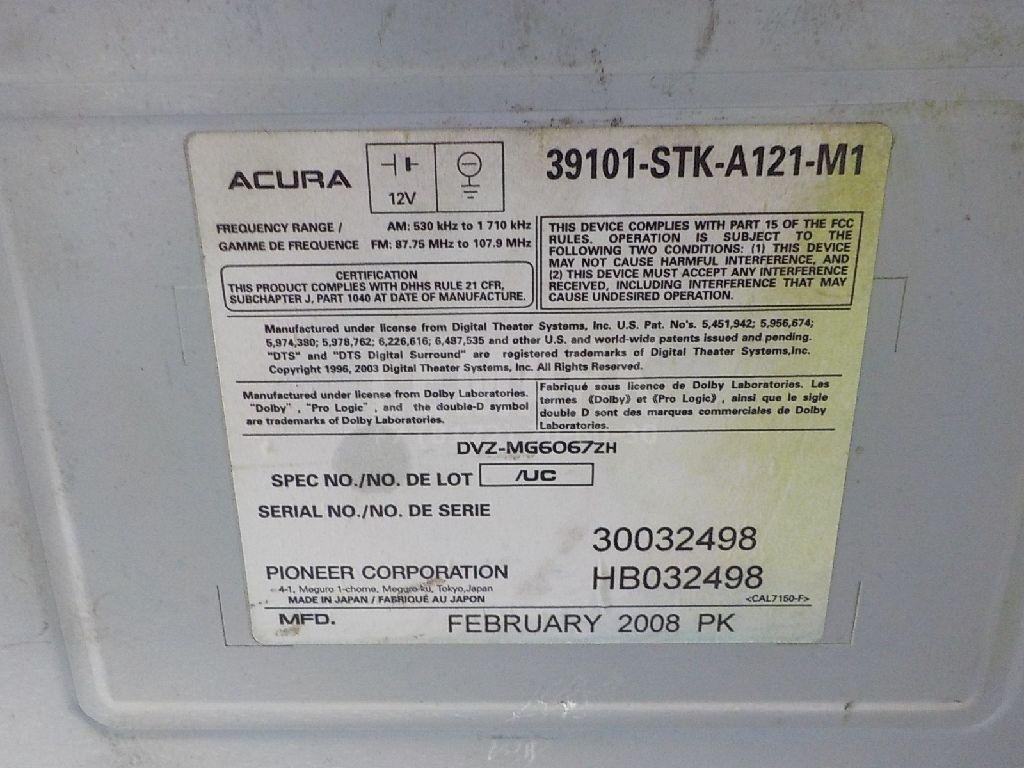 ACURA
12V
39101-STK-A121-M1
FREQUENCY RANGE / AM: 530 kHz to 1 710 kHz
GAMME DE FREQUENCE FM: 87.75 MHz to 107.9 MHz
CERTIFICATION
THIS PRODUCT COMPLIES WITH DHHS RULE 21 CFR,
SUBCHAPTER J, PART 1040 AT DATE OF MANUFACTURE.
THIS DEVICE COMPLIES WITH PART 15 OF THE FCC
RULES. OPERATION IS SUBJECT TO THE
FOLLOWING TWO CONDITIONS: (1) THIS DEVICE
MAY NOT CAUSE HARMFUL INTERFERENCE, AND
(2) THIS DEVICE MUST ACCEPT ANY INTERFERENCE
RECEIVED, INCLUDING INTERFERENCE THAT MAY
CAUSE UNDESIRED OPERATION.
Manufactured under license from Digital Theater Systems, Inc. U.S. Pat. No's. 5,451,942; 5,956,674;
5,974,380; 5,978,762; 6,226,616; 6,487,535 and other U.S. and world-wide patents issued and pending.
"DTS" and "DTS Digital Surround" are registered trademarks of Digital Theater Systems,Inc.
Copyright 1996, 2003 Digital Theater Systems, Inc. All Rights Reserved.
Manufactured under license from Dolby Laboratories.
"Dolby", "Pro Logic", and the double-D symbol
are trademarks of Dolby Laboratories.
Fabriqué sous licence de Dolby Laboratories. Les
termes 《Dolby》 et 《Pro Logic》, ainsi que le sigle
double D sont des marques commerciales de Dolby
Laboratories.
DVZ-MG6067ZH
SPEC NO./NO. DE LOT /UC
SERIAL NO./NO. DE SERIE
30032498
PIONEER CORPORATION HB032498
4-1, Meguro 1-chome, Meguro-ku, Tokyo,Japan
MADE IN JAPAN / FABRIQUÉ AU JAPON <CAL7150-F>
MFD. FEBRUARY 2008 PK